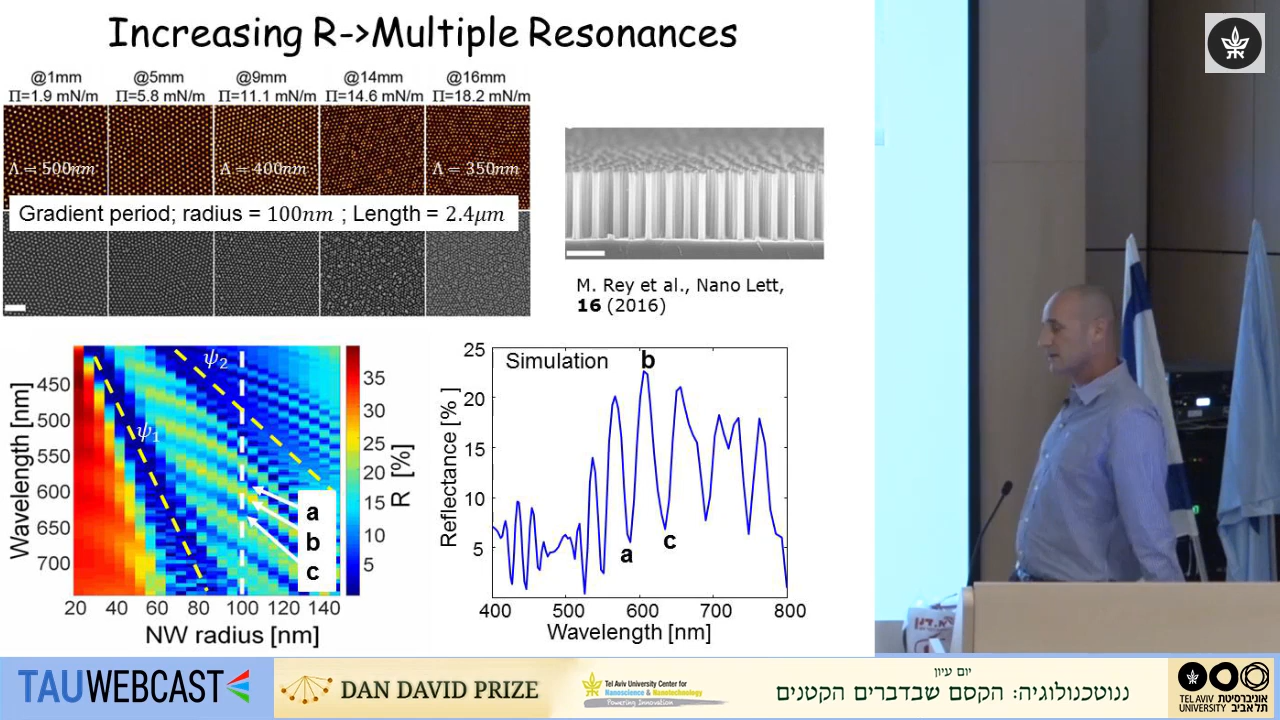 Increasing R->Multiple Resonances
@1mm @5mm @9mm @14mm @16mm
Π=1.9 mN/m Π=5.8 mN/m Π=11.1 mN/m Π=14.6 mN/m Π=18.2 mN/m
Λ = 500nm Λ = 400nm Λ = 350nm
Gradient period; radius = 100nm ; Length = 2.4μm
M. Rey et al., Nano Lett,
16 (2016)
Wavelength [nm]
450
500
550
600
650
700
ψ1
ψ2
a
b
c
20 40 60 80 100 120 140
NW radius [nm]
35
30
25
20
15
10
5
R [%]
Simulation
Reflectance [% ]
25
20
15
10
5
a
b
c
400 500 600 700 800
Wavelength [nm]
TAUWEBCAST
DAN DAVID PRIZE
Tel Aviv University Center for
Nanoscience & Nanotechnology
Powering Innovation
יום עיון
ננוטכנולוגיה: הקסם שבדברים הקטנים
TEL AVIV אוניברסיטת
UNIVERSITY תל אביב